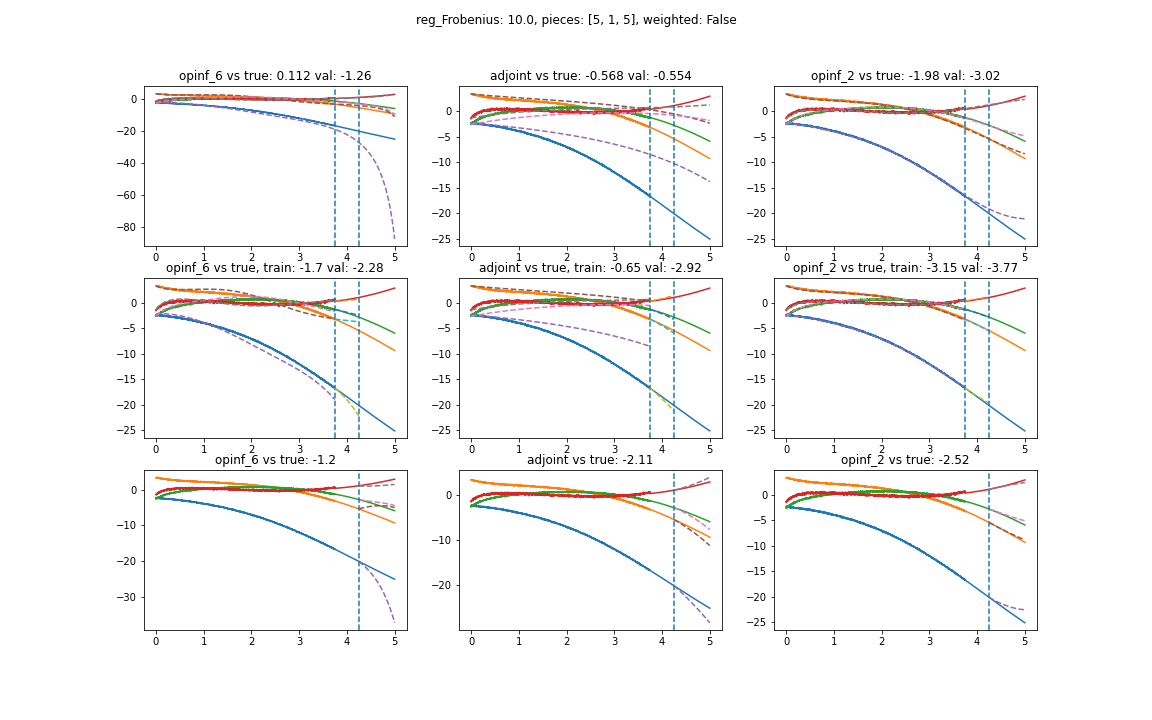 reg_Frobenius: 10.0, pieces: [5, 1, 5], weighted: False
opinf_6 vs true: 0.112 val: -1.26
adjoint vs true: -0.568 val: -0.554
opinf_2 vs true: -1.98 val: -3.02
0
−20
−40
−60
−80
0 1 2 3 4 5
0
−5
−10
−15
−20
−25
0 1 2 3 4 5
0
−5
−10
−15
−20
−25
0 1 2 3 4 5
opinf_6 vs true, train: -1.7 val: -2.28
adjoint vs true, train: -0.65 val: -2.92
opinf_2 vs true, train: -3.15 val: -3.77
0
−5
−10
−15
−20
−25
0 1 2 3 4 5
0
−5
−10
−15
−20
−25
0 1 2 3 4 5
0
−5
−10
−15
−20
−25
0 1 2 3 4 5
opinf_6 vs true: -1.2
adjoint vs true: -2.11
opinf_2 vs true: -2.52
0
−10
−20
−30
0 1 2 3 4 5
0
−10
−20
0 1 2 3 4 5
0
−5
−10
−15
−20
−25
0 1 2 3 4 5